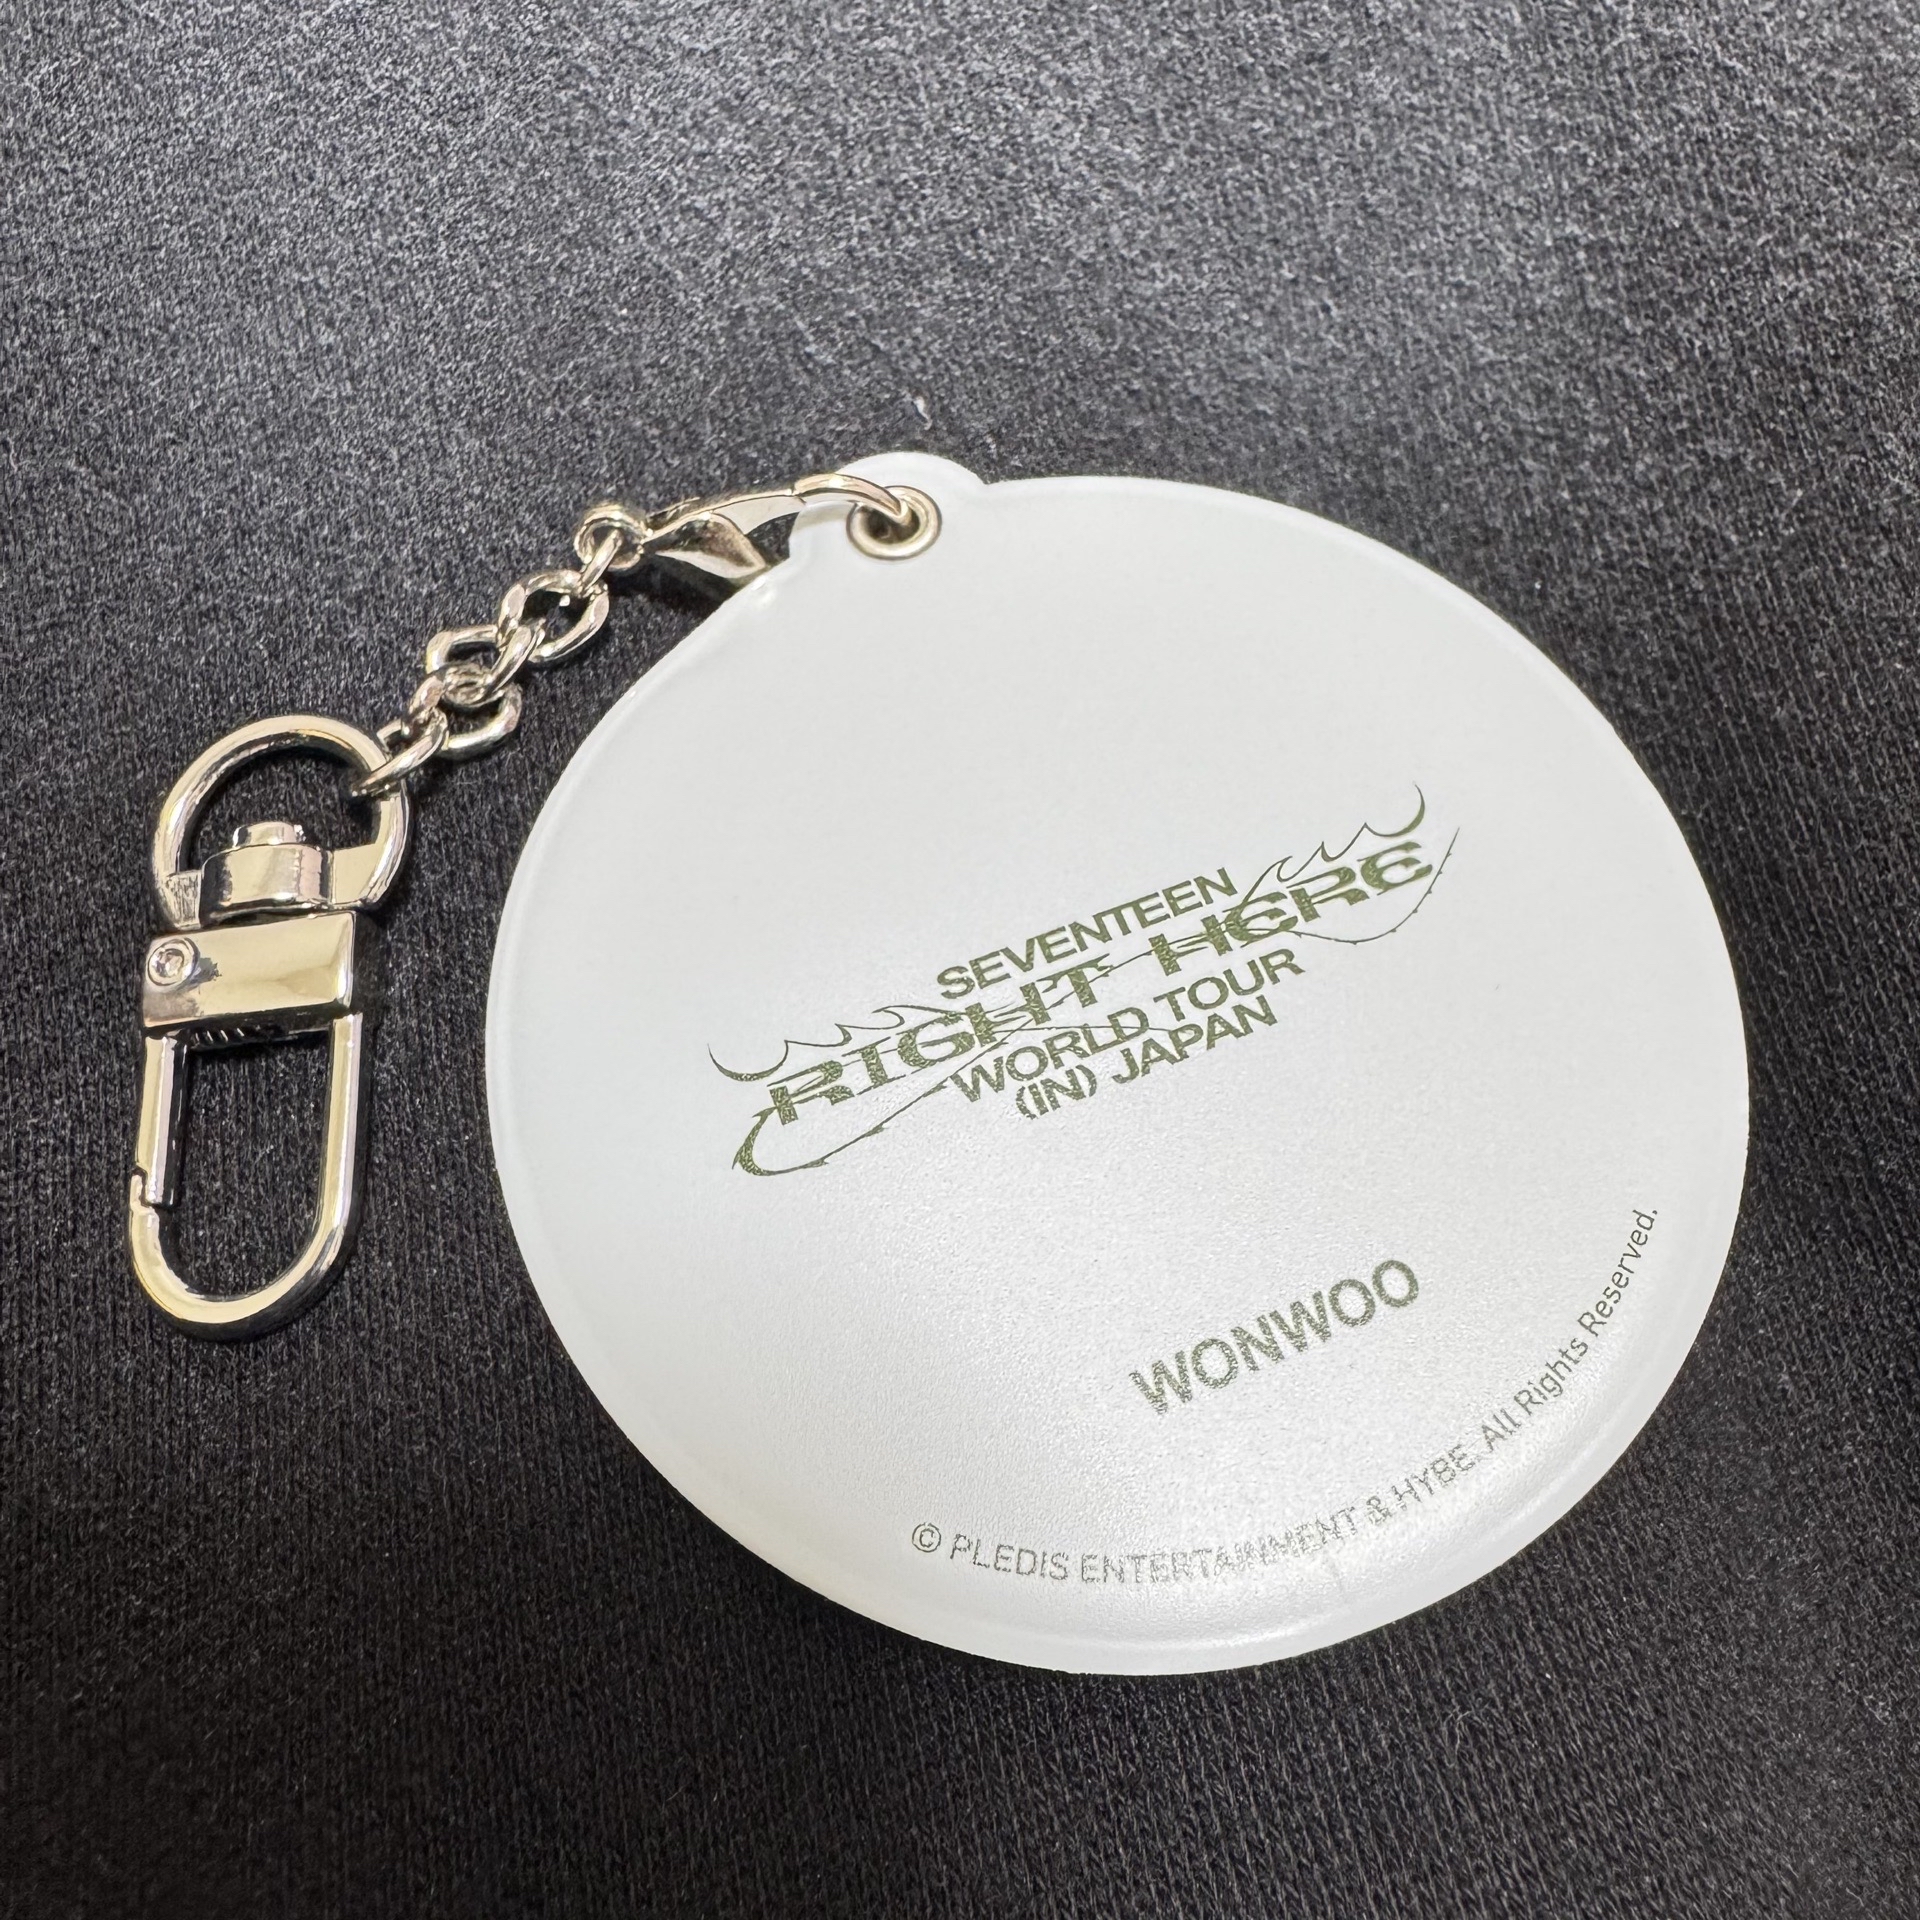 SEVENTEEN
RIGHT HERE
WORLD TOUR
(IN) JAPAN
WONWOO
© PLEDIS ENTERTAINMENT & HYBE. All Rights Reserved.